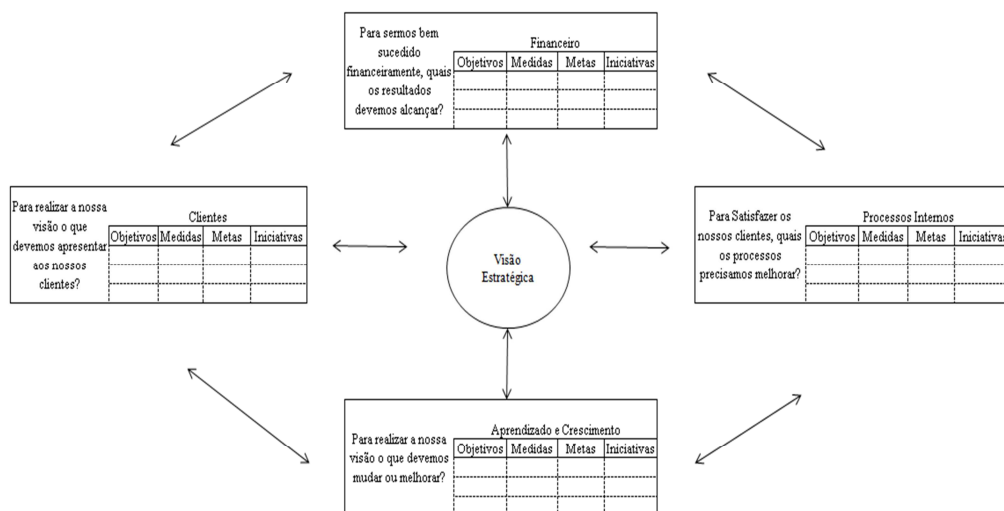 Para sermos bem
sucedido
financeiramente, quais
os resultados
devemos alcançar?
Financeiro
Objetivos Medidas Metas Iniciativas
Para realizar a nossa
visão o que
devemos apresentar
aos nossos
clientes?
Clientes
Objetivos Medidas Metas Iniciativas
Visão
Estratégica
Para Satisfazer os
nossos clientes, quais
os processos
precisamos melhorar?
Processos Internos
Objetivos Medidas Metas Iniciativas
Para realizar a nossa
visão o que devemos
mudar ou melhorar?
Aprendizado e Crescimento
Objetivos Medidas Metas Iniciativas